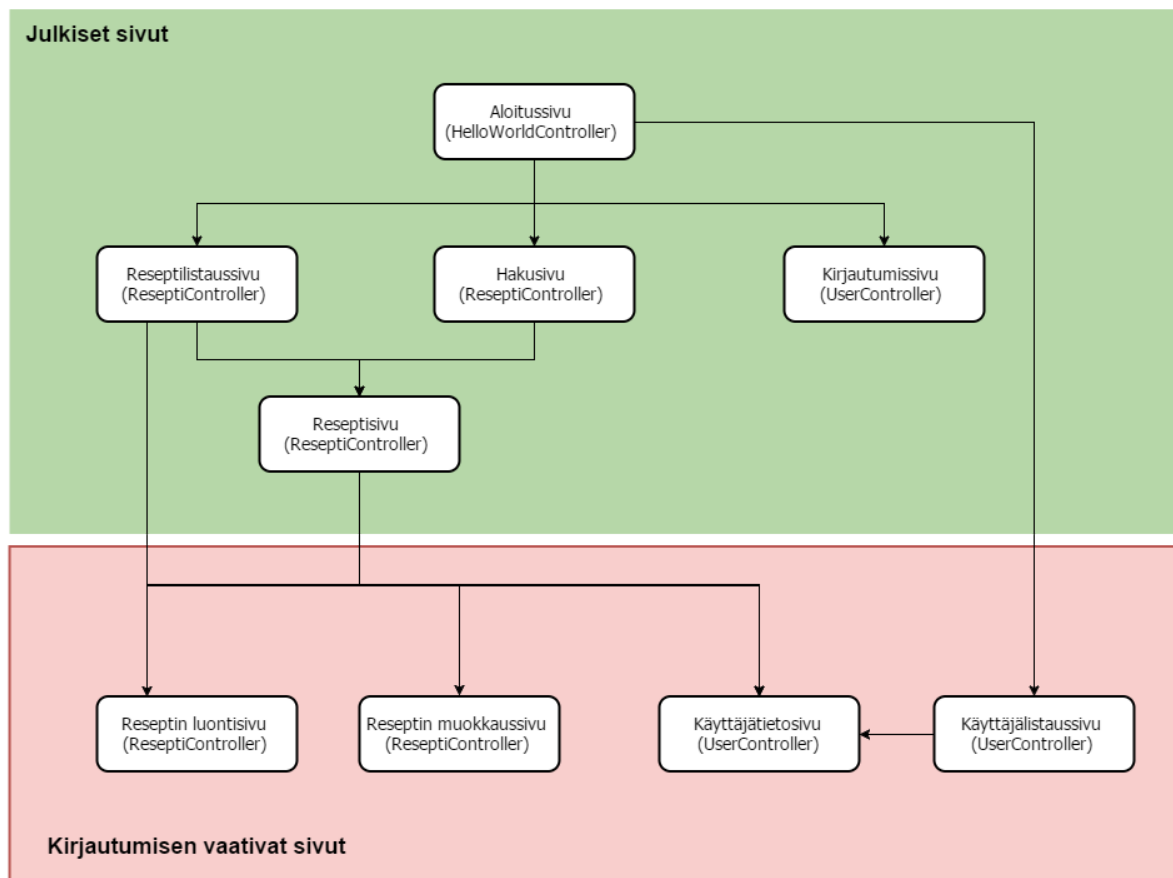 Julkiset sivut
Aloitussivu
(HelloWorldController)
Reseptilistaussivu
(ReseptiController)
Hakusivu
(ReseptiController)
Kirjautumissivu
(UserController)
Reseptisivu
(ReseptiController)
Reseptin luontisivu
(ReseptiController)
Reseptin muokkaussivu
(ReseptiController)
Käyttäjätietosivu
(UserController)
Käyttäjälistaussivu
(UserController)
Kirjautumisen vaativat sivut